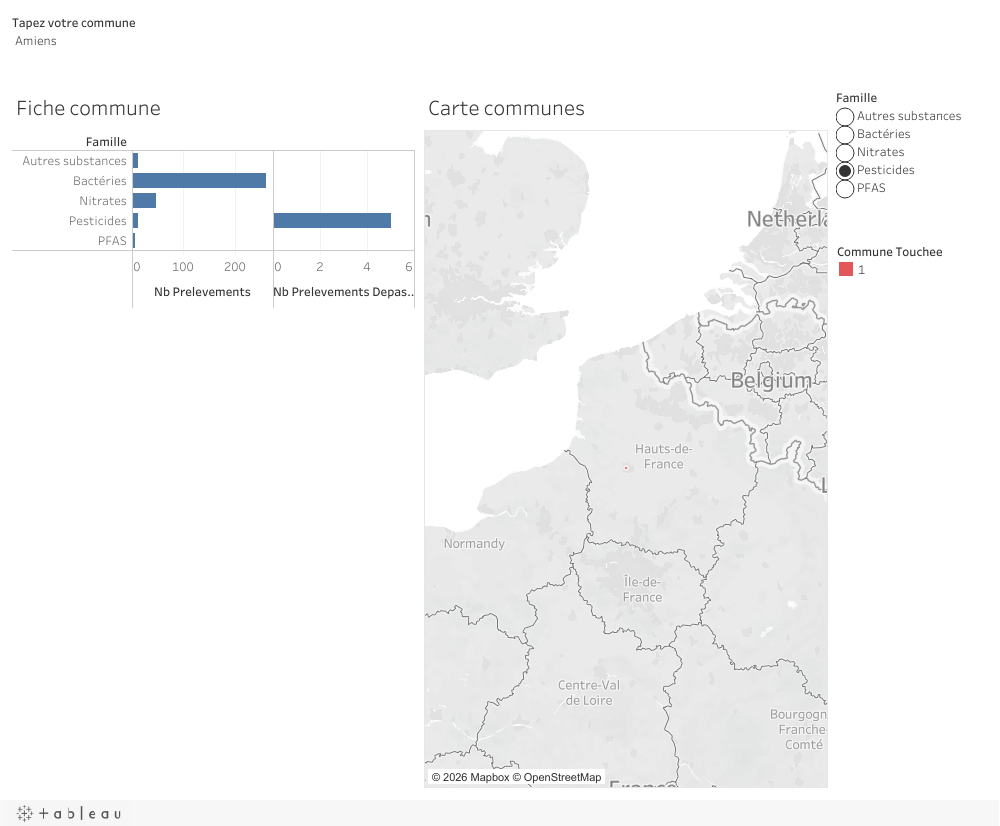 Tapez votre commune
Amiens
Fiche commune
Famille
Autres substances
Bactéries
Nitrates
Pesticides
PFAS
0 100 200
0 2 4 6
Nb Prelevements
Nb Prelevements Depas..
Carte communes
Netherla
Belgium
Hauts-de-
France
Normandy
Île-de-
France
Centre-Val
de Loire
Bourgogn
Franche
Comté
France
© 2026 Mapbox © OpenStreetMap
Famille
Autres substances
Bactéries
Nitrates
Pesticides
PFAS
Commune Touchee
1
+ a b l e a u